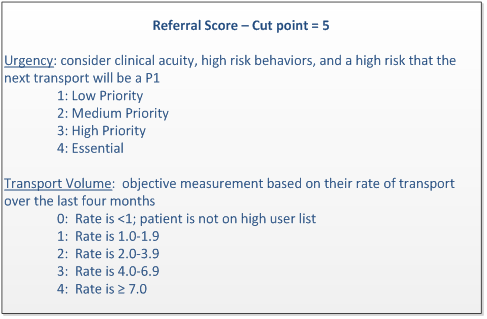 Referral Score – Cut point = 5
Urgency: consider clinical acuity, high risk behaviors, and a high risk that the
next transport will be a P1
1: Low Priority
2: Medium Priority
3: High Priority
4: Essential
Transport Volume:  objective measurement based on their rate of transport
over the last four months
0:  Rate is <1; patient is not on high user list
1:  Rate is 1.0-1.9
2:  Rate is 2.0-3.9
3:  Rate is 4.0-6.9
4:  Rate is ≥ 7.0